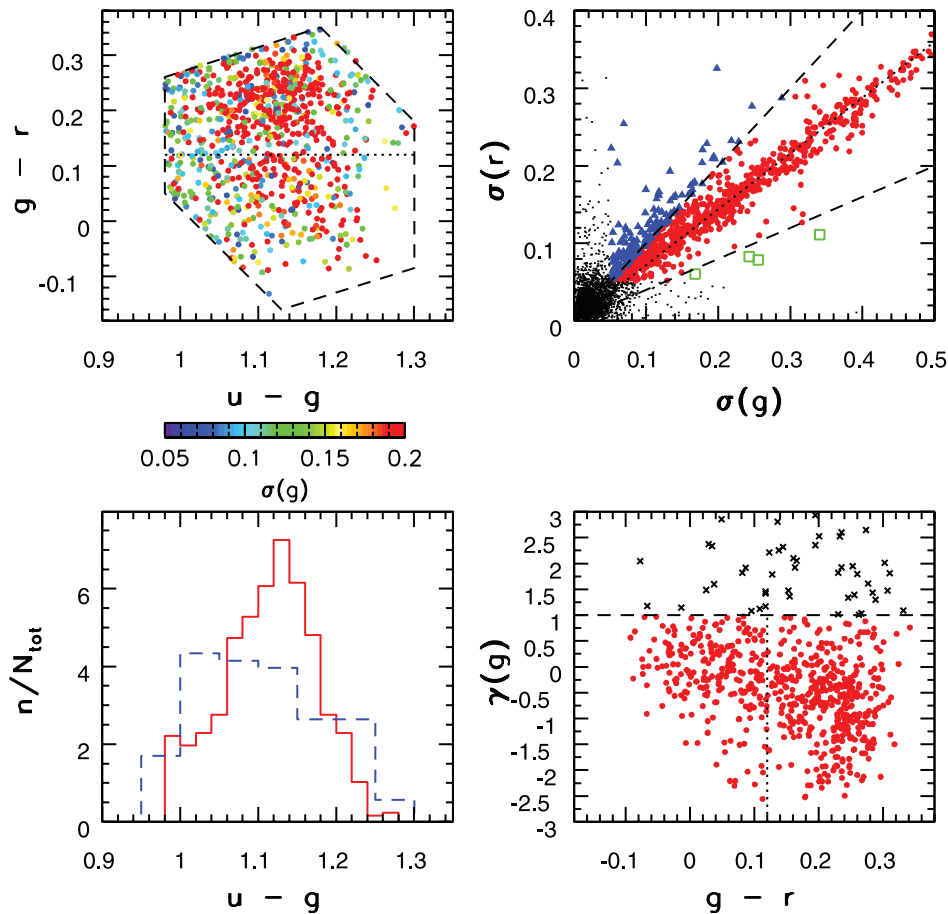 0.3
0.2
0.1
0
-0.1
g - r
0.9 1 1.1 1.2 1.3
u - g
0.4
0.3
0.2
0.1
0
σ(r)
0 0.1 0.2 0.3 0.4 0.5
σ(g)
0.05 0.1 0.15 0.2
σ(g)
6
4
2
0
n/N_tot
0.9 1 1.1 1.2 1.3
u - g
3
2.5
2
1.5
1
0.5
0
-0.5
-1
-1.5
-2
-2.5
-3
γ(g)
-0.1 0 0.1 0.2 0.3
g - r